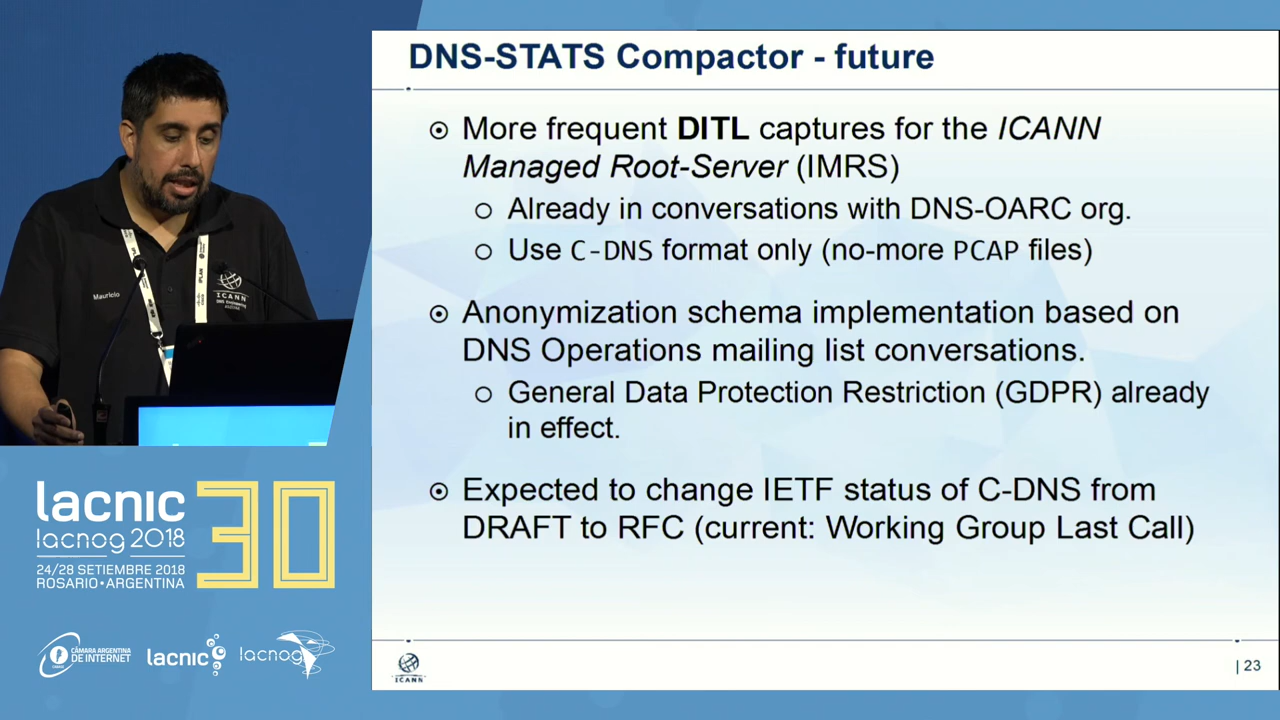 DNS-STATS Compactor - future
More frequent DITL captures for the ICANN
Managed Root-Server (IMRS)
Already in conversations with DNS-OARC org.
Use C-DNS format only (no-more PCAP files)
Anonymization schema implementation based on
DNS Operations mailing list conversations.
General Data Protection Restriction (GDPR) already
in effect.
Expected to change IETF status of C-DNS from
DRAFT to RFC (current: Working Group Last Call)
ICANN
| 23
Mauricio
ICANN
lacnic
lacnog 2018
30
24/28 SETIEMBRE 2018
ROSARIO•ARGENTINA
CÁMARA ARGENTINA
DE INTERNET
lacnic
lacnog